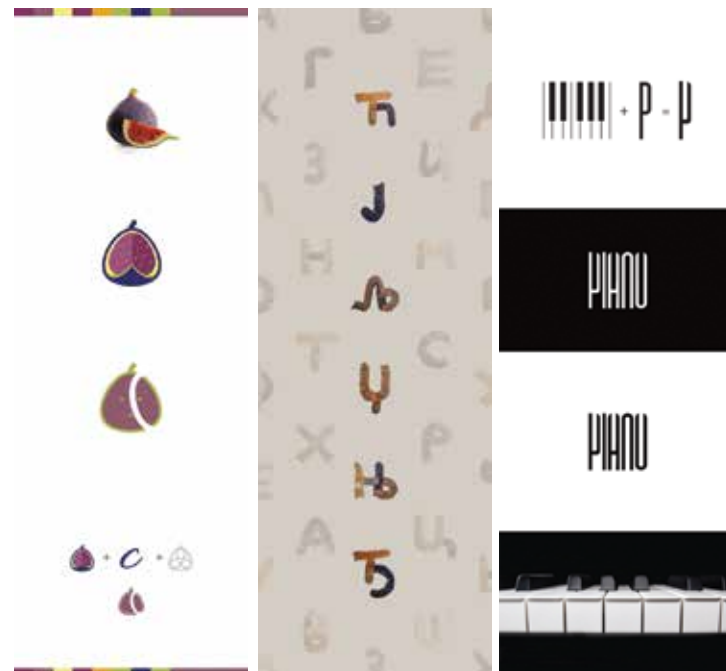 + C +
Г Е
Ћ
З И
Ј
Н М
Љ
Т С
Џ
Х Р
Њ
А Ц
Ђ
+ P =
PIANO
PIANO